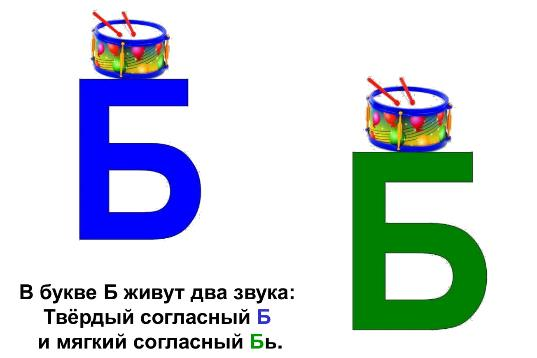 Б
Б
В букве Б живут два звука:
Твёрдый согласный Б
и мягкий согласный Бь.